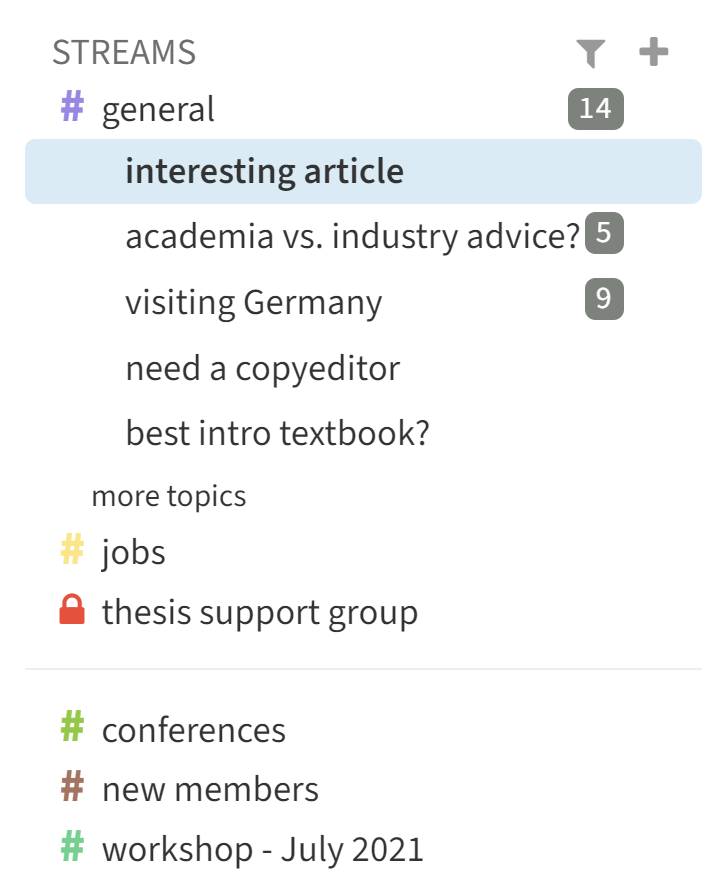 STREAMS
# general 14
interesting article
academia vs. industry advice? 5
visiting Germany 9
need a copyeditor
best intro textbook?
more topics
# jobs
thesis support group
# conferences
# new members
# workshop - July 2021